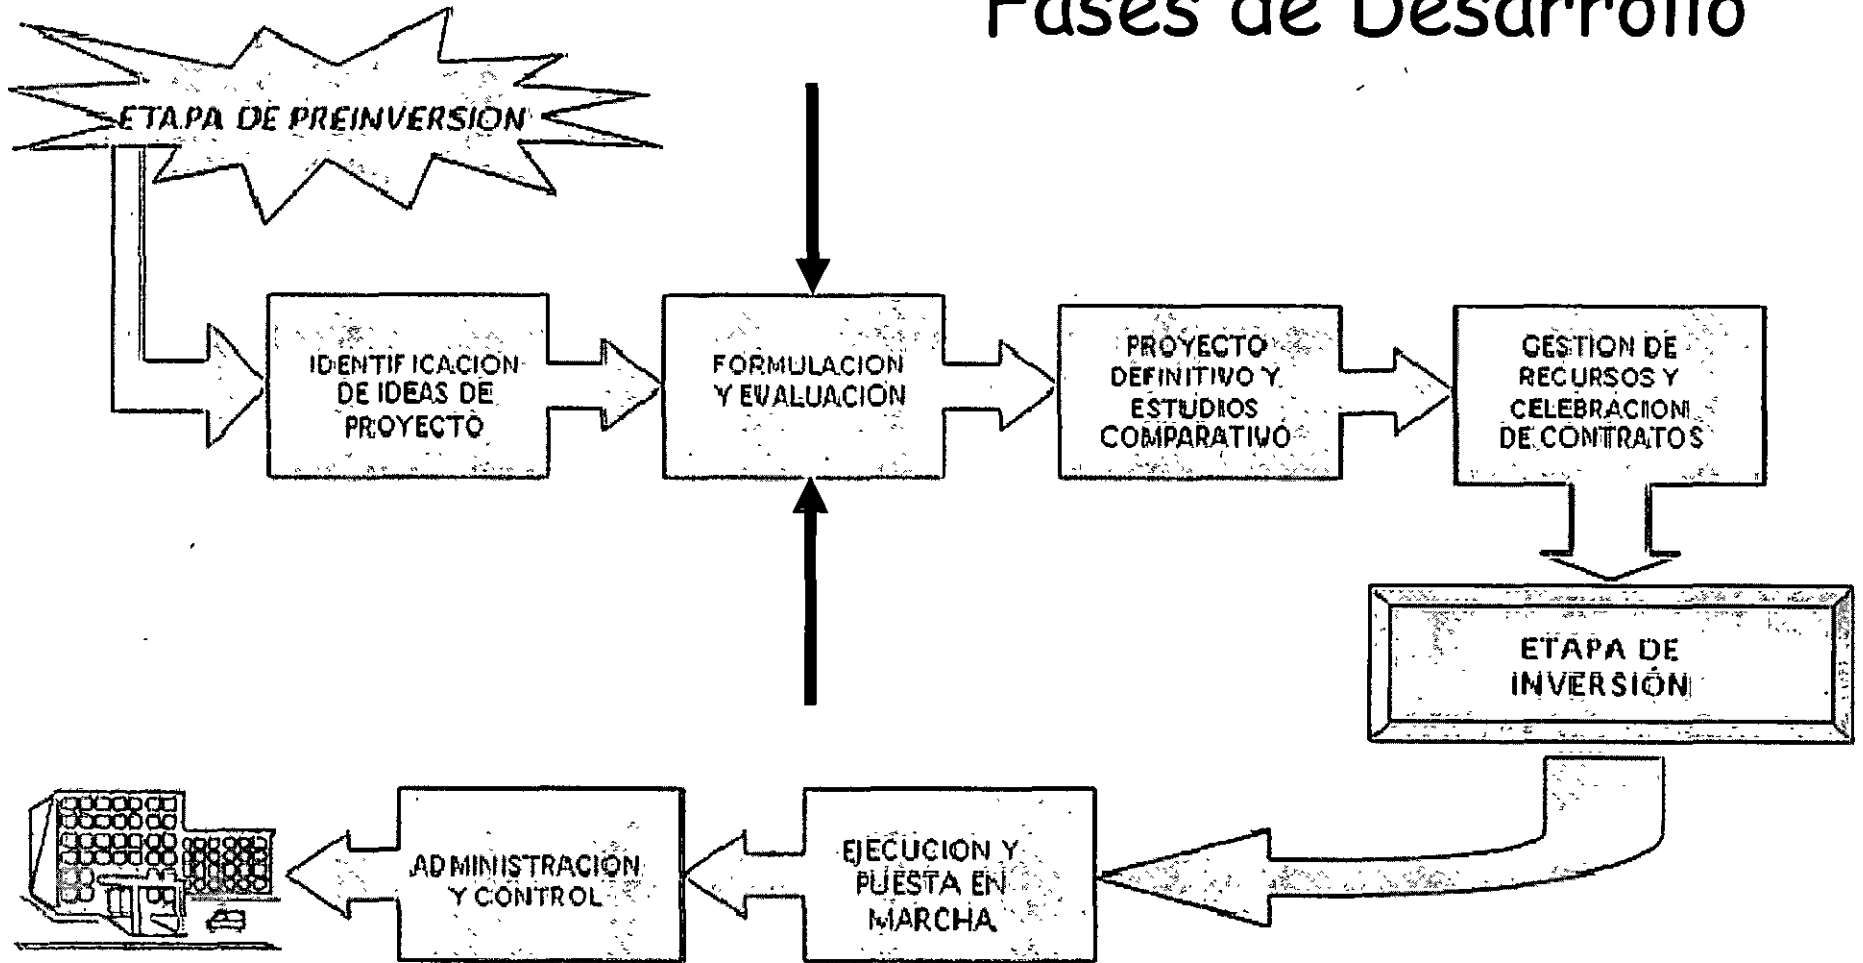 Fases de Desarrollo
ETAPA DE PREINVERSION
IDENTIFICACION
DE IDEAS DE
PROYECTO
FORMULACION
Y EVALUACION
PROYECTO
DEFINITIVO Y
ESTUDIOS
COMPARATIVO
GESTION DE
RECURSOS Y
CELEBRACION
DE CONTRATOS
ETAPA DE
INVERSIÓN
EJECUCION Y
PUESTA EN
MARCHA
ADMINISTRACION
Y CONTROL